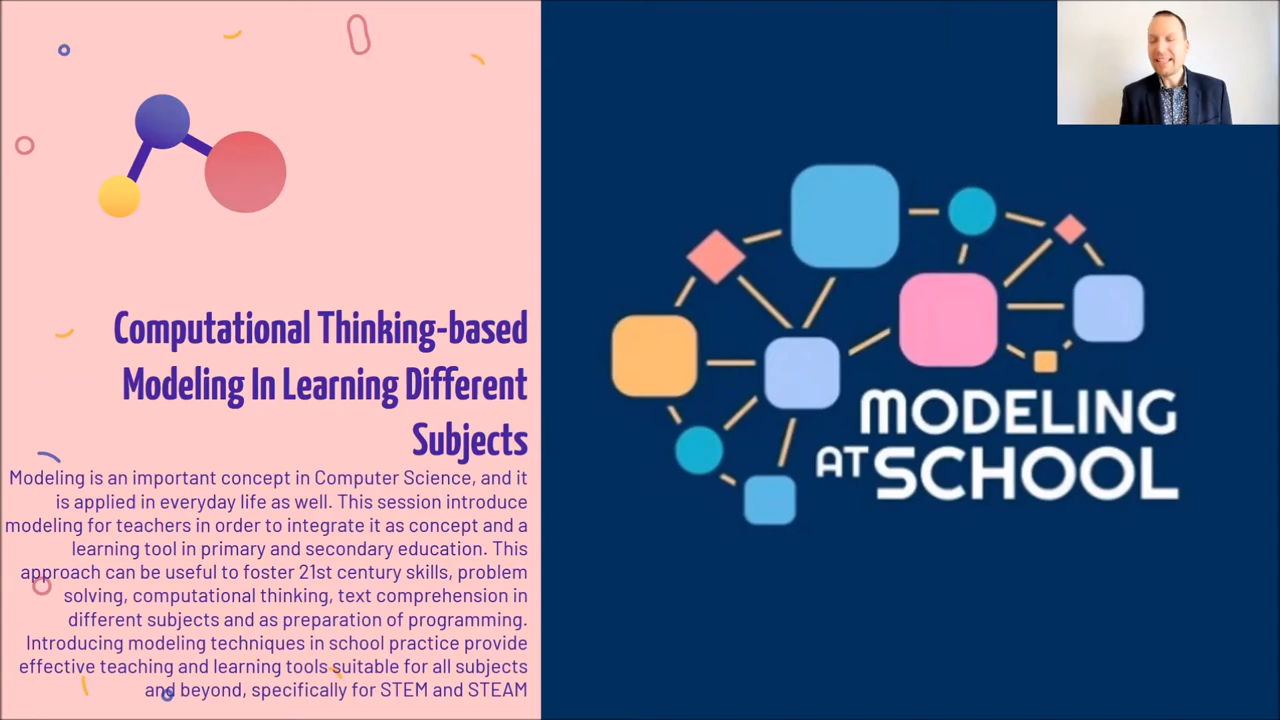 Computational Thinking-based
Modeling In Learning Different
Subjects
Modeling is an important concept in Computer Science, and it
is applied in everyday life as well. This session introduce
modeling for teachers in order to integrate it as concept and a
learning tool in primary and secondary education. This
approach can be useful to foster 21st century skills, problem
solving, computational thinking, text comprehension in
different subjects and as preparation of programming.
Introducing modeling techniques in school practice provide
effective teaching and learning tools suitable for all subjects
and beyond, specifically for STEM and STEAM
MODELING
AT SCHOOL